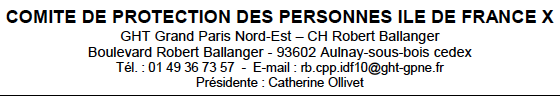 COMITE DE PROTECTION DES PERSONNES ILE DE FRANCE X
GHT Grand Paris Nord-Est – CH Robert Ballanger
Boulevard Robert Ballanger - 93602 Aulnay-sous-bois cedex
Tél. : 01 49 36 73 57 - E-mail : rb.cpp.idf10@ght-gpne.fr
Présidente : Catherine Ollivet